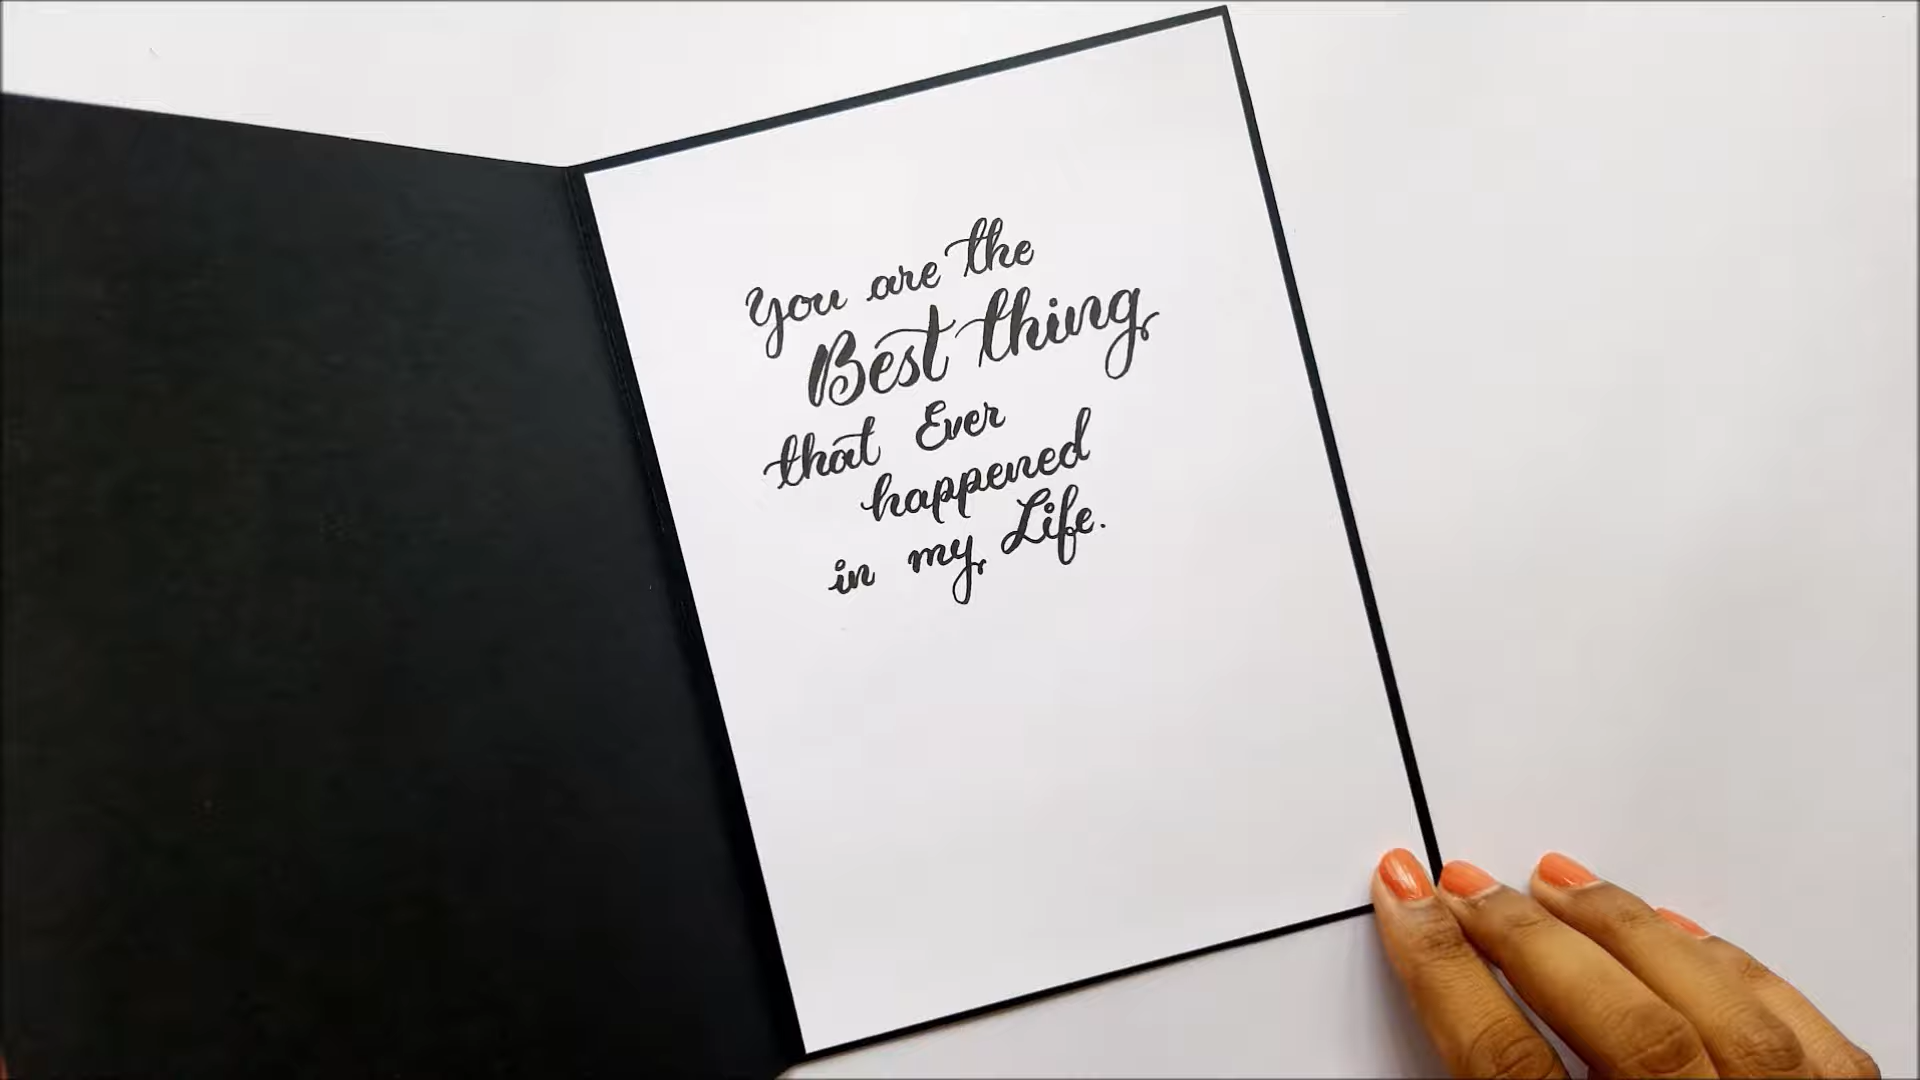 You are the
Best thing
that Ever
happened
in my Life.